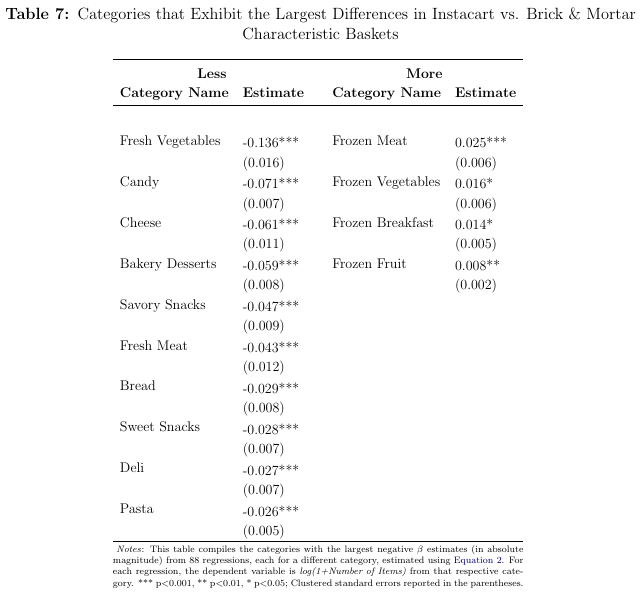 Table 7: Categories that Exhibit the Largest Differences in Instacart vs. Brick & Mortar
Characteristic Baskets
Less More
Category Name Estimate Category Name Estimate
Fresh Vegetables -0.136*** Frozen Meat 0.025***
(0.016) (0.006)
Candy -0.071*** Frozen Vegetables 0.016*
(0.007) (0.006)
Cheese -0.061*** Frozen Breakfast 0.014*
(0.011) (0.005)
Bakery Desserts -0.059*** Frozen Fruit 0.008**
(0.008) (0.002)
Savory Snacks -0.047***
(0.009)
Fresh Meat -0.043***
(0.012)
Bread -0.029***
(0.008)
Sweet Snacks -0.028***
(0.007)
Deli -0.027***
(0.007)
Pasta -0.026***
(0.005)
Notes: This table compiles the categories with the largest negative β estimates (in absolute
magnitude) from 88 regressions, each for a different category, estimated using Equation 2. For
each regression, the dependent variable is log(1+Number of Items) from that respective cate-
gory. *** p<0.001, ** p<0.01, * p<0.05; Clustered standard errors reported in the parentheses.